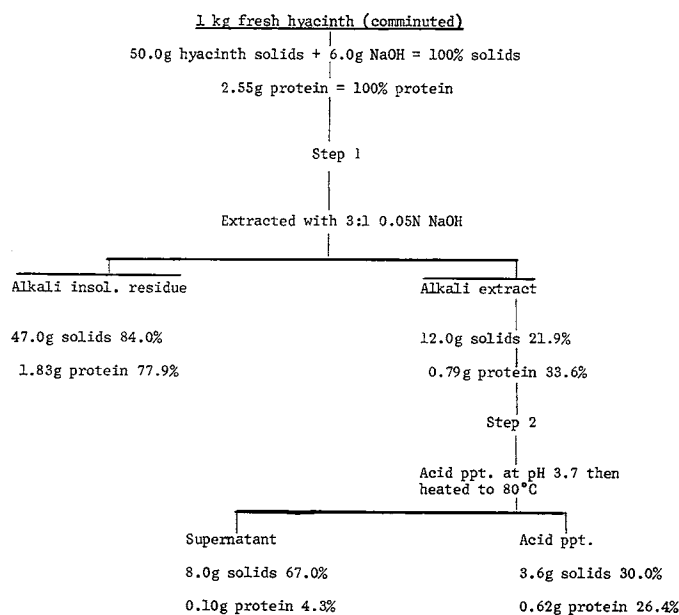 1 kg fresh hyacinth (comminuted)
50.0g hyacinth solids + 6.0g NaOH = 100% solids
2.55g protein = 100% protein
Step 1
Extracted with 3:1 0.05N NaOH
Alkali insol. residue
47.0g solids 84.0%
1.83g protein 77.9%
Alkali extract
12.0g solids 21.9%
0.79g protein 33.6%
Step 2
Acid ppt. at pH 3.7 then
heated to 80°C
Supernatant
8.0g solids 67.0%
0.10g protein 4.3%
Acid ppt.
3.6g solids 30.0%
0.62g protein 26.4%